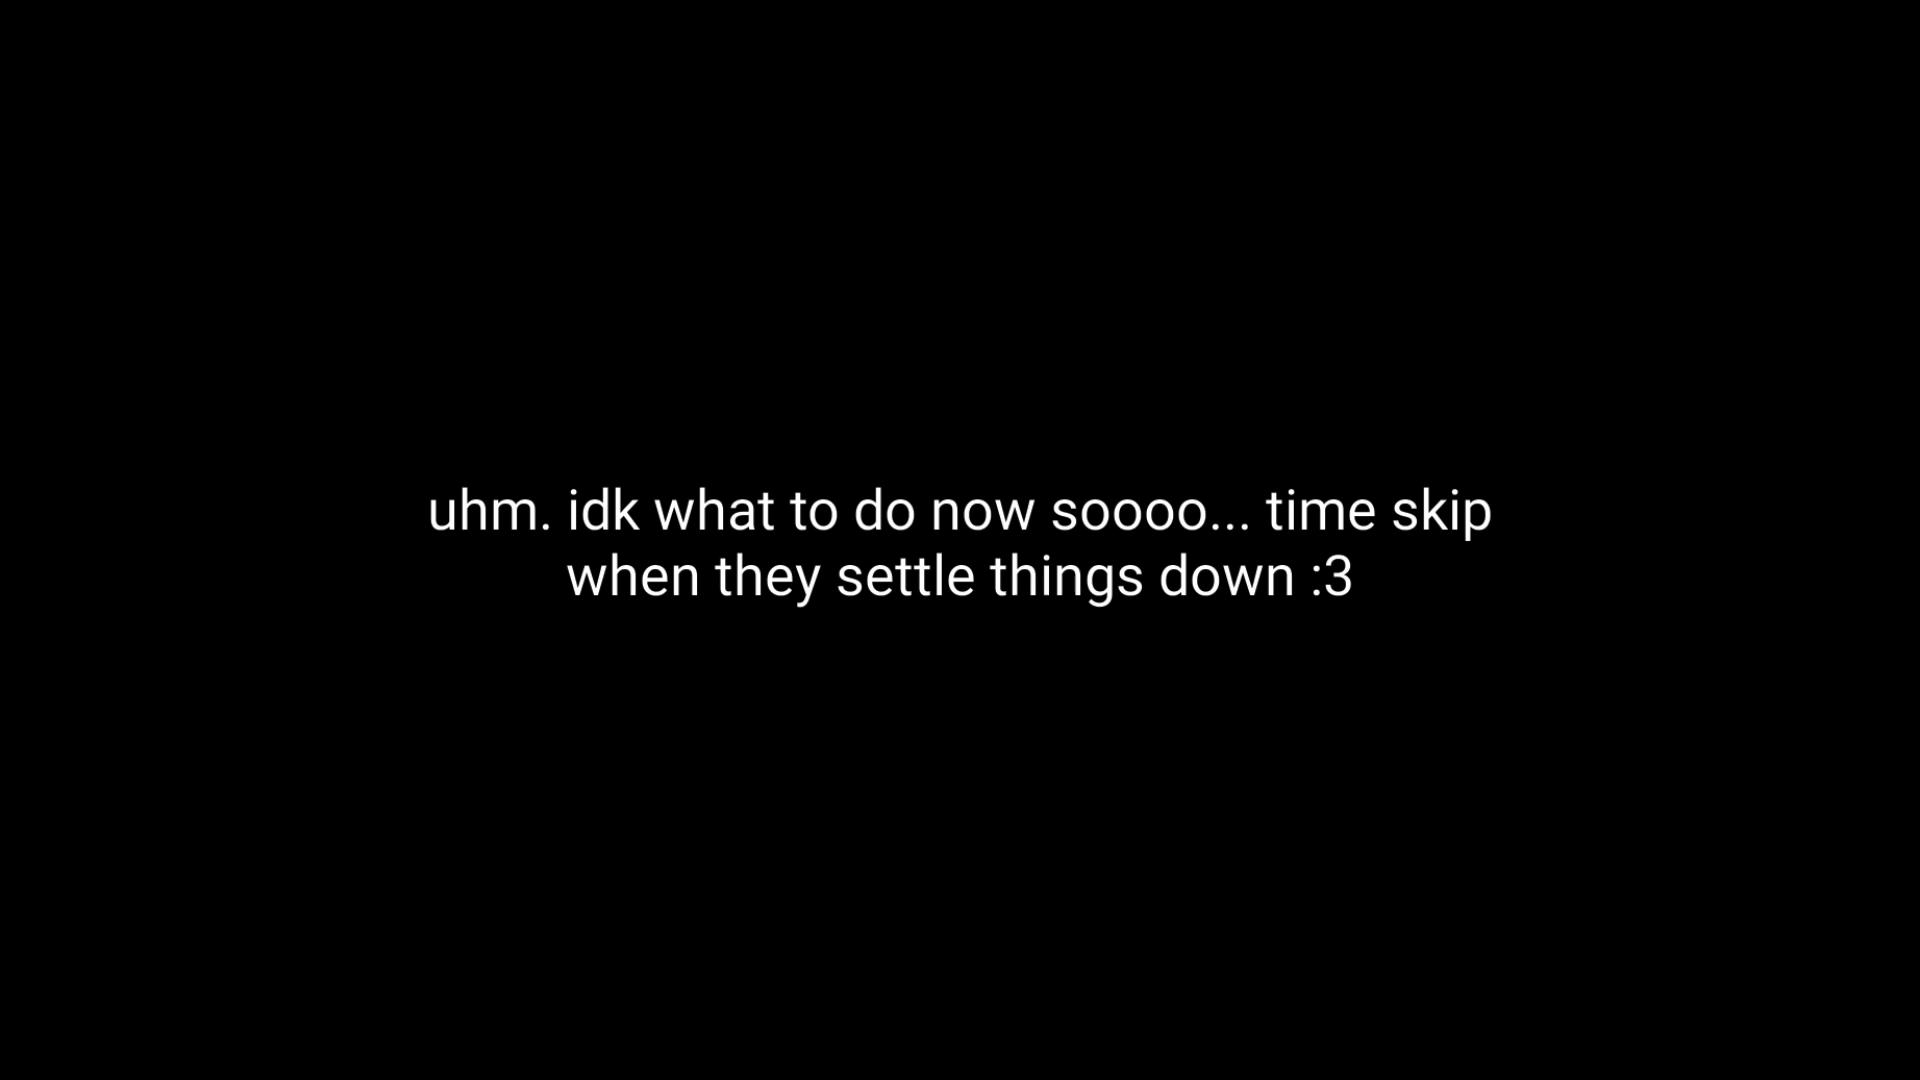 uhm. idk what to do now soooo... time skip
when they settle things down :3